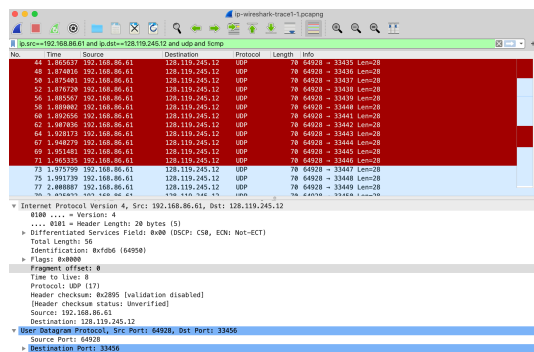 ip-wireshark-trace1-1.pcapng
ip.src==192.168.86.61 and ip.dst==128.119.245.12 and udp and !icmp
No. Time Source Destination Protocol Length Info
44 1.865637 192.168.86.61 128.119.245.12 UDP 70 64928 → 33435 Len=28
48 1.874016 192.168.86.61 128.119.245.12 UDP 70 64928 → 33436 Len=28
50 1.875401 192.168.86.61 128.119.245.12 UDP 70 64928 → 33437 Len=28
52 1.876720 192.168.86.61 128.119.245.12 UDP 70 64928 → 33438 Len=28
56 1.885567 192.168.86.61 128.119.245.12 UDP 70 64928 → 33439 Len=28
58 1.889002 192.168.86.61 128.119.245.12 UDP 70 64928 → 33440 Len=28
60 1.892656 192.168.86.61 128.119.245.12 UDP 70 64928 → 33441 Len=28
62 1.907036 192.168.86.61 128.119.245.12 UDP 70 64928 → 33442 Len=28
64 1.928173 192.168.86.61 128.119.245.12 UDP 70 64928 → 33443 Len=28
67 1.940279 192.168.86.61 128.119.245.12 UDP 70 64928 → 33444 Len=28
69 1.951489 192.168.86.61 128.119.245.12 UDP 70 64928 → 33445 Len=28
71 1.965335 192.168.86.61 128.119.245.12 UDP 70 64928 → 33446 Len=28
73 1.975799 192.168.86.61 128.119.245.12 UDP 70 64928 → 33447 Len=28
75 1.991739 192.168.86.61 128.119.245.12 UDP 70 64928 → 33448 Len=28
77 2.008887 192.168.86.61 128.119.245.12 UDP 70 64928 → 33449 Len=28
Internet Protocol Version 4, Src: 192.168.86.61, Dst: 128.119.245.12
0100 .... = Version: 4
.... 0101 = Header Length: 20 bytes (5)
Differentiated Services Field: 0x00 (DSCP: CS0, ECN: Not-ECT)
Total Length: 56
Identification: 0xfdb6 (64950)
Flags: 0x0000
Fragment offset: 0
Time to live: 8
Protocol: UDP (17)
Header checksum: 0x2895 [validation disabled]
[Header checksum status: Unverified]
Source: 192.168.86.61
Destination: 128.119.245.12
User Datagram Protocol, Src Port: 64928, Dst Port: 33456
Source Port: 64928
Destination Port: 33456